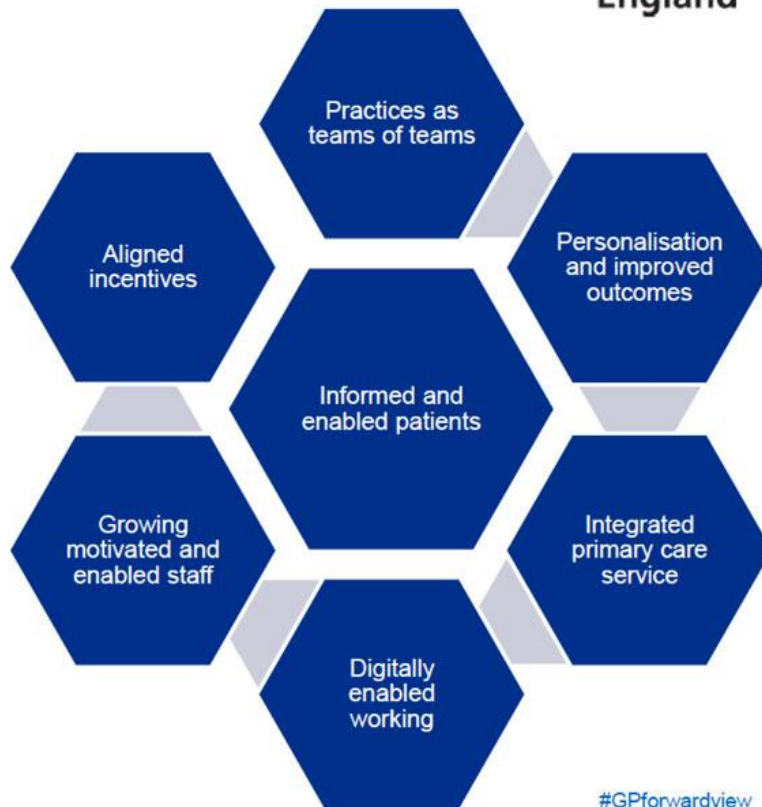 England
Practices as
teams of teams
Aligned
incentives
Personalisation
and improved
outcomes
Informed and
enabled patients
Growing
motivated and
enabled staff
Integrated
primary care
service
Digitally
enabled
working
#GPforwardview